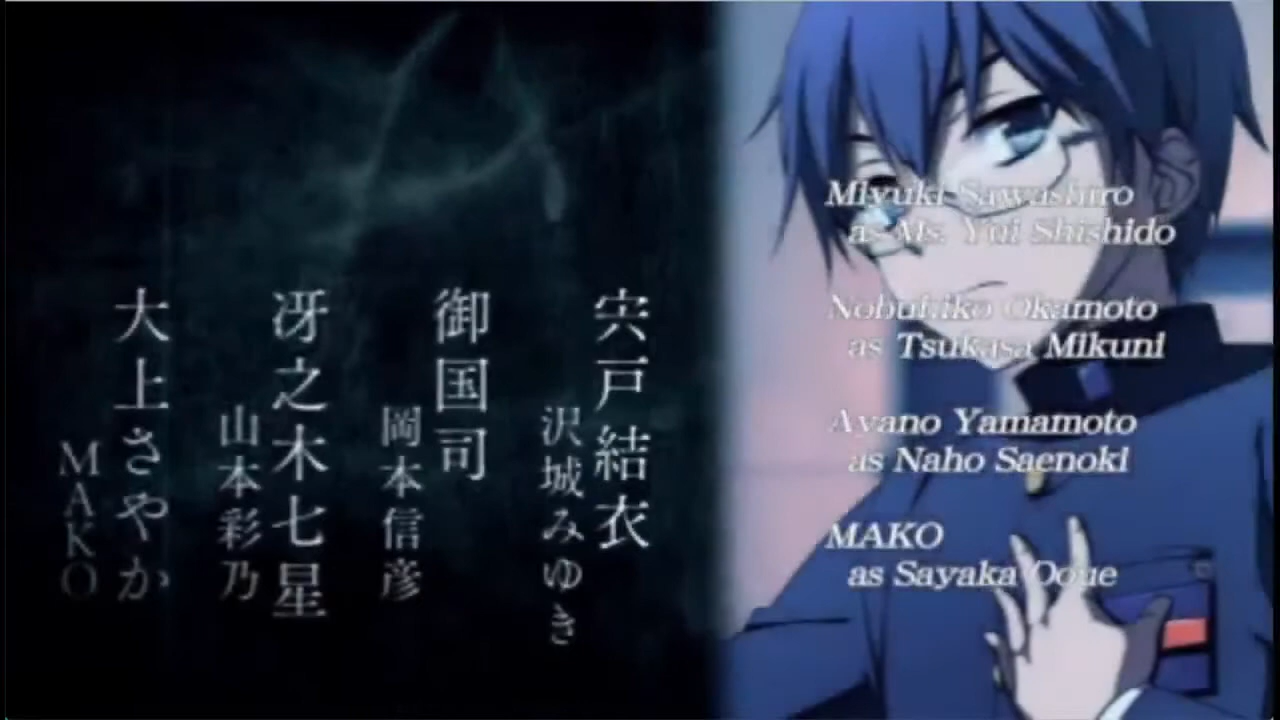 宍戸結衣
沢城みゆき
御国司
岡本信彦
冴之木七星
山本彩乃
大上さやか
MAKO
Miyuki Sawashiro
as Ms. Yui Shishido
Nobuhiko Okamoto
as Tsukasa Mikuni
Ayano Yamamoto
as Naho Saenoki
MAKO
as Sayaka Ooue